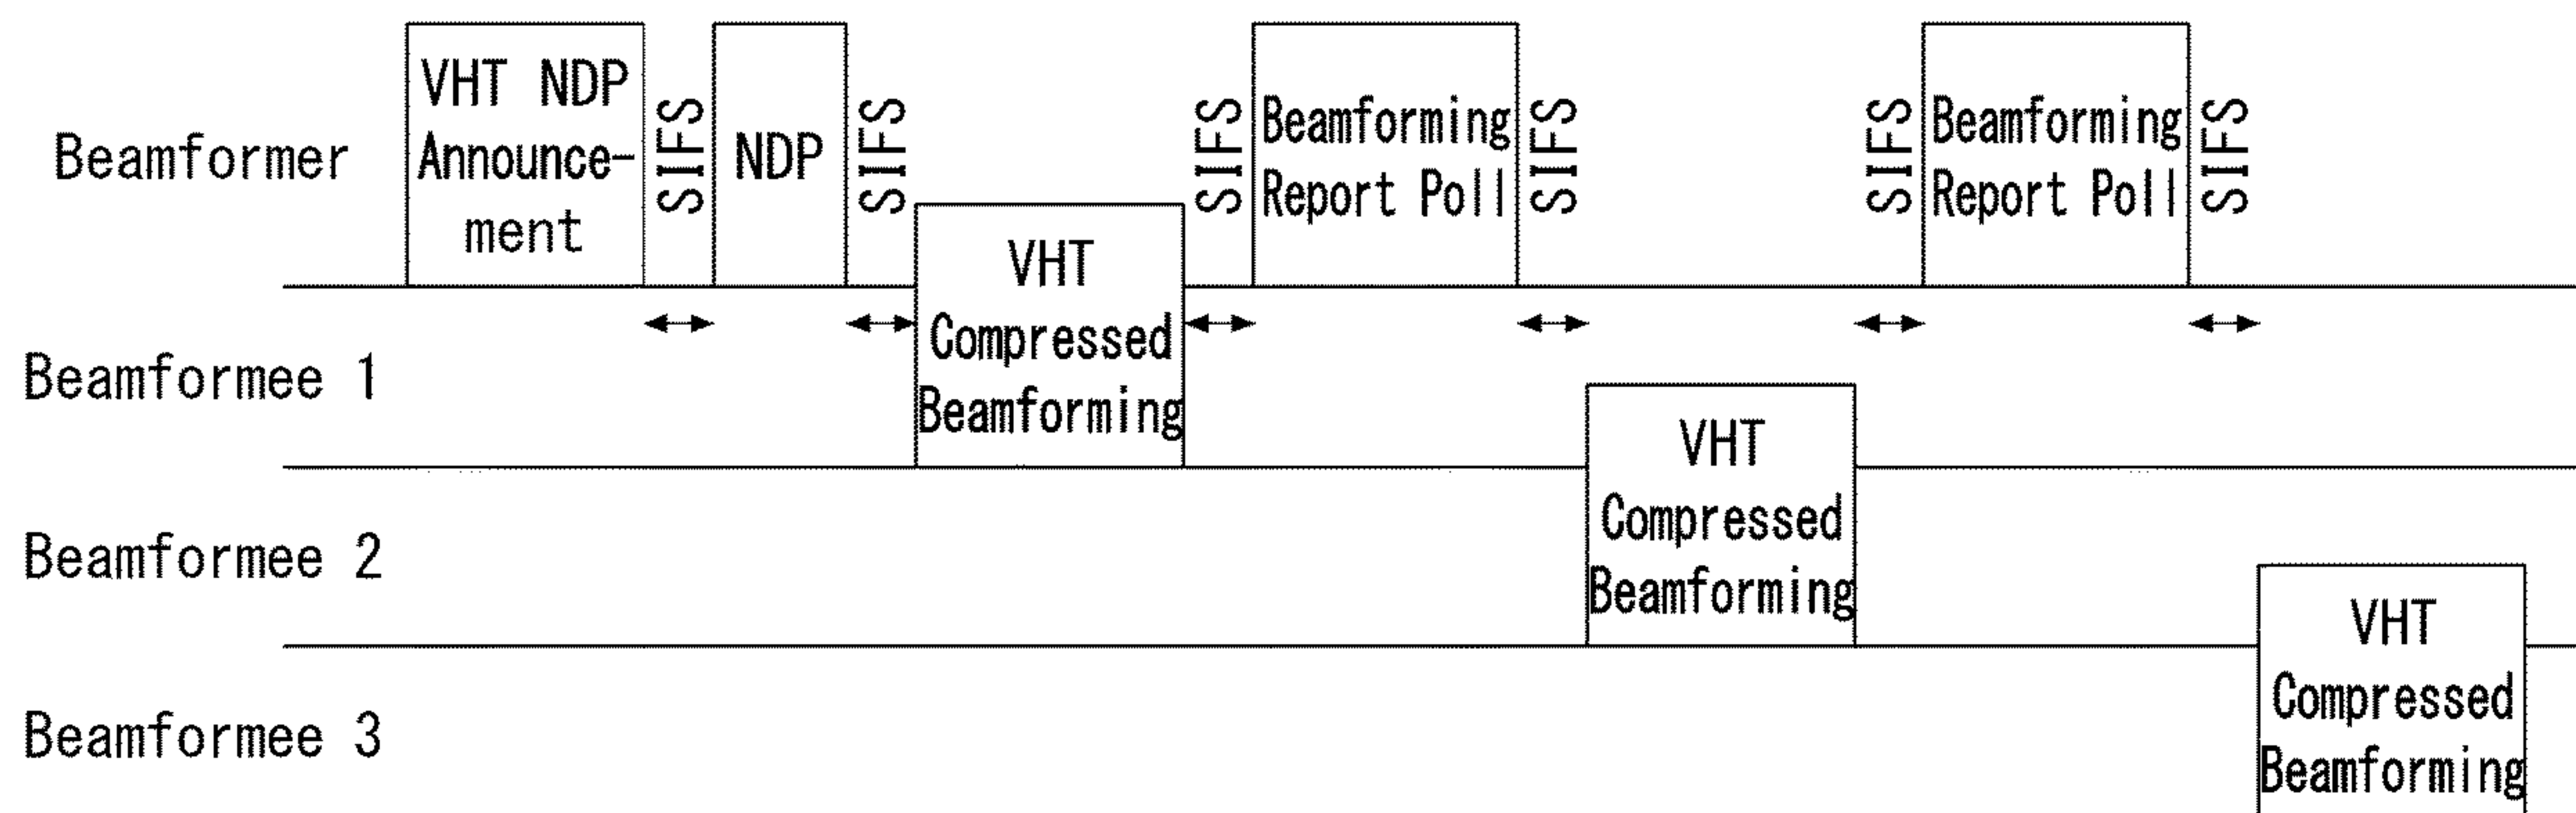 Beamformer
VHT NDP
Announce-
ment
SIFS
NDP
SIFS
VHT
Compressed
Beamforming
SIFS
Beamforming
Report Poll
SIFS
SIFS
Beamforming
Report Poll
SIFS
Beamformee 1
VHT
Compressed
Beamforming
Beamformee 2
VHT
Compressed
Beamforming
Beamformee 3